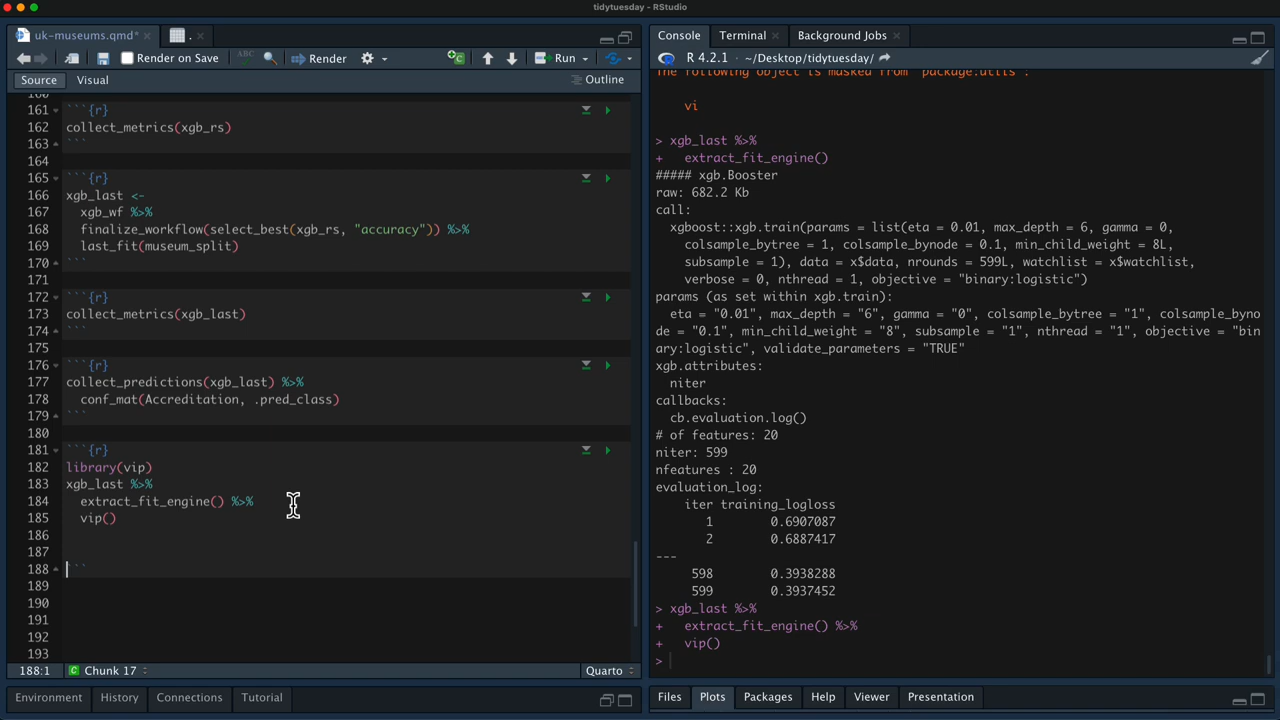 tidytuesday - RStudio
uk-museums.qmd*
.
Render on Save
ABC
Render
Run
Source
Visual
Outline
160
161 ```{r}
162 collect_metrics(xgb_rs)
163 ```
164
165 ```{r}
166 xgb_last <-
167 xgb_wf %>%
168 finalize_workflow(select_best(xgb_rs, "accuracy")) %>%
169 last_fit(museum_split)
170 ```
171
172 ```{r}
173 collect_metrics(xgb_last)
174 ```
175
176 ```{r}
177 collect_predictions(xgb_last) %>%
178 conf_mat(Accreditation, .pred_class)
179 ```
180
181 ```{r}
182 library(vip)
183 xgb_last %>%
184 extract_fit_engine() %>%
185 vip()
186
187
188 ```
189
190
191
192
193
188:1 Chunk 17 Quarto
Environment History Connections Tutorial
Console Terminal Background Jobs
R 4.2.1 · ~/Desktop/tidytuesday/
The following object is masked from 'package:utils':
vi
> xgb_last %>%
+ extract_fit_engine()
##### xgb.Booster
raw: 682.2 Kb
call:
xgboost::xgb.train(params = list(eta = 0.01, max_depth = 6, gamma = 0,
colsample_bytree = 1, colsample_bynode = 0.1, min_child_weight = 8L,
subsample = 1), data = x$data, nrounds = 599L, watchlist = x$watchlist,
verbose = 0, nthread = 1, objective = "binary:logistic")
params (as set within xgb.train):
eta = "0.01", max_depth = "6", gamma = "0", colsample_bytree = "1", colsample_byno
de = "0.1", min_child_weight = "8", subsample = "1", nthread = "1", objective = "bin
ary:logistic", validate_parameters = "TRUE"
xgb.attributes:
niter
callbacks:
cb.evaluation.log()
# of features: 20
niter: 599
nfeatures : 20
evaluation_log:
iter training_logloss
1 0.6907087
2 0.6887417
---
598 0.3938288
599 0.3937452
> xgb_last %>%
+ extract_fit_engine() %>%
+ vip()
>
Files Plots Packages Help Viewer Presentation